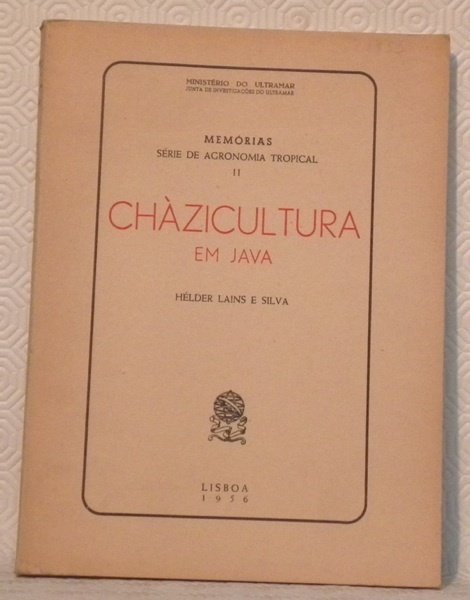 MINISTÉRIO DO ULTRAMAR
JUNTA DE INVESTIGAÇÕES DO ULTRAMAR
MEMÓRIAS
SÉRIE DE AGRONOMIA TROPICAL
II
CHÀZICULTURA
EM JAVA
HÉLDER LAINS E SILVA
LISBOA
1956